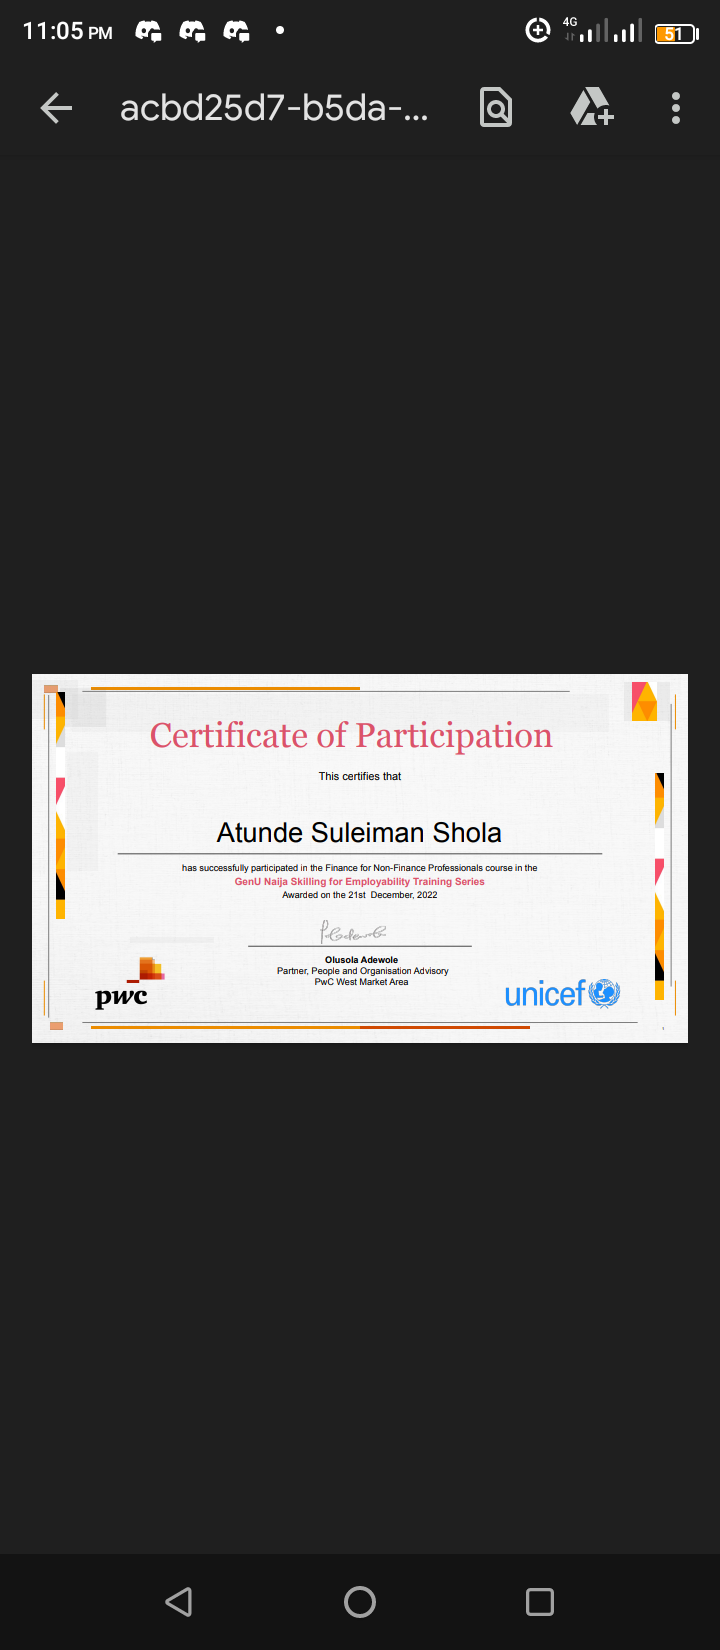 11:05 PM
4G
51
acbd25d7-b5da-...
Certificate of Participation
This certifies that
Atunde Suleiman Shola
has successfully participated in the Finance for Non-Finance Professionals course in the
GenU Naija Skilling for Employability Training Series
Awarded on the 21st December, 2022
Olusola Adewole
Partner, People and Organisation Advisory
PwC West Market Area
pwc
unicef